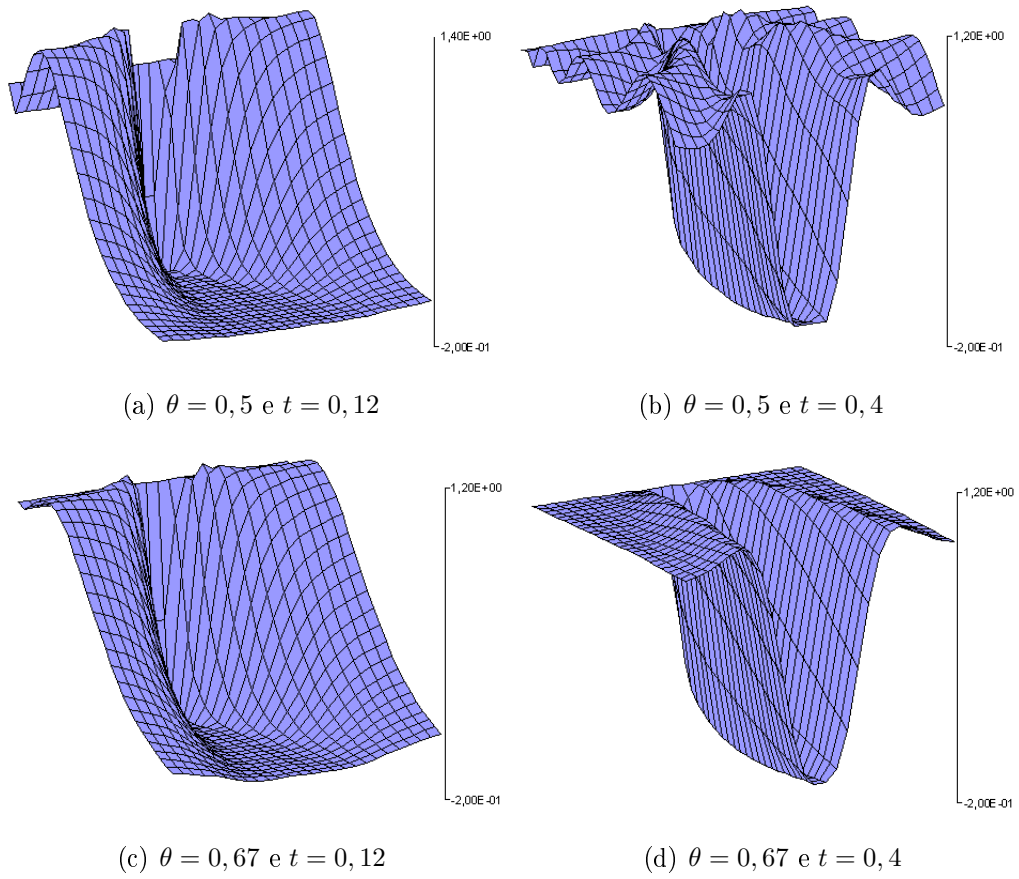 1,40E+00
1,20E+00
-2,00E-01
-2,00E-01
(a) θ = 0,5 e t = 0,12
(b) θ = 0,5 e t = 0,4
1,20E+00
1,20E+00
-2,00E-01
-2,00E-01
(c) θ = 0,67 e t = 0,12
(d) θ = 0,67 e t = 0,4